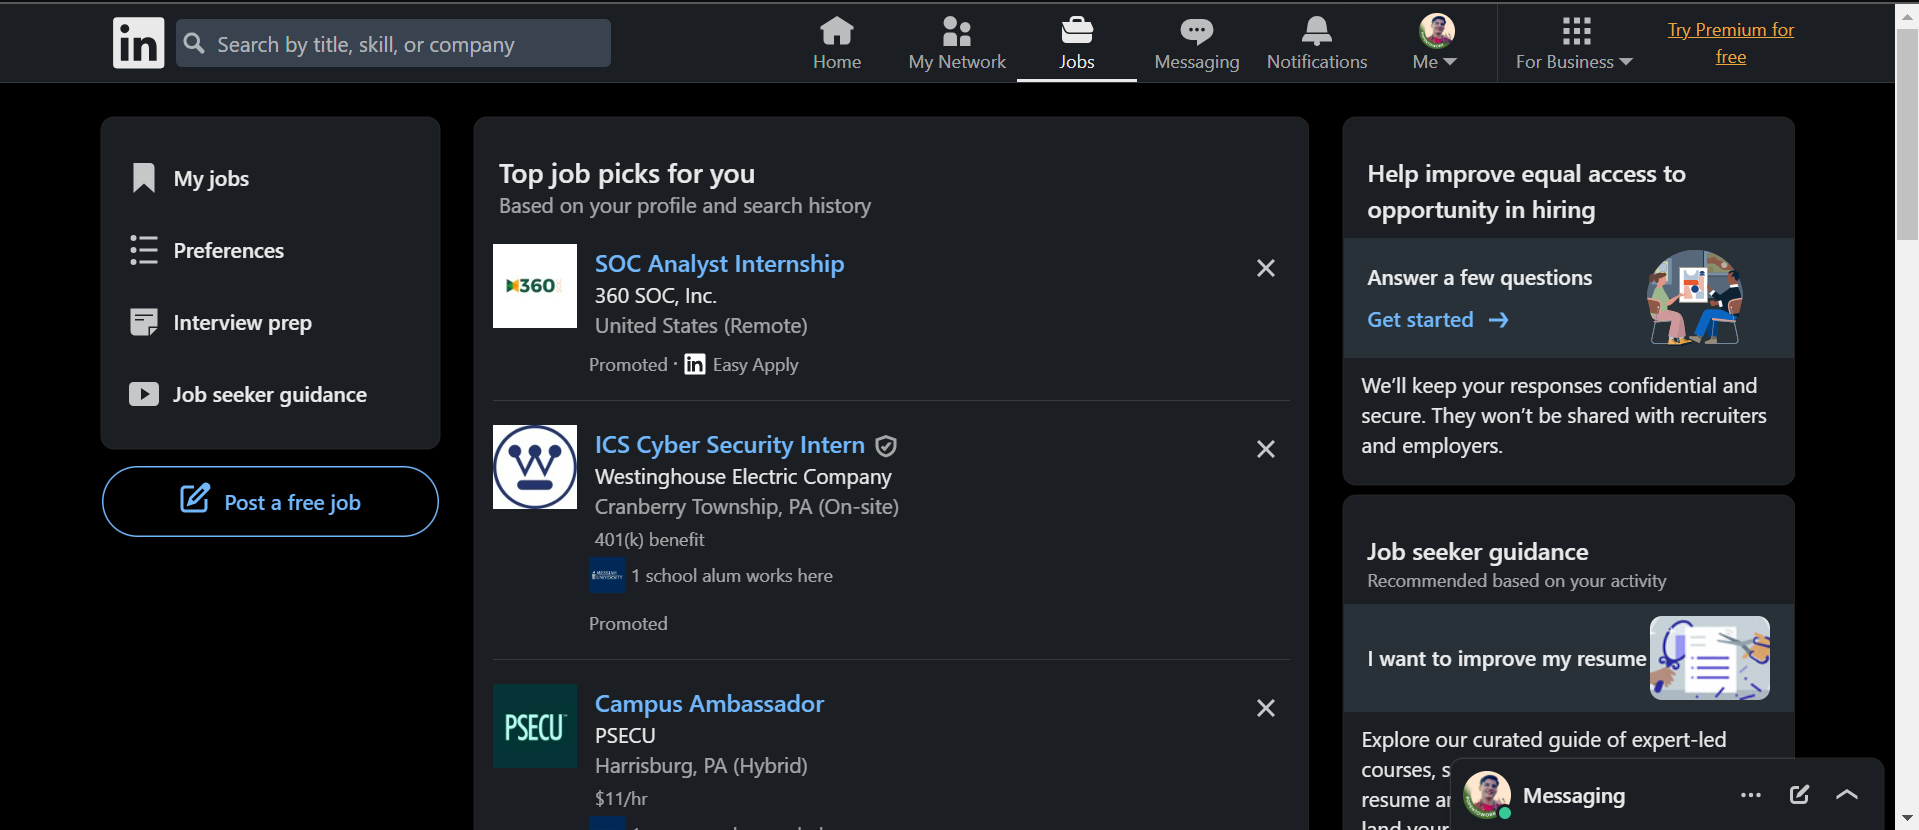 in
Search by title, skill, or company
Home
My Network
Jobs
Messaging
Notifications
Me
For Business
Try Premium for
free
My jobs
Preferences
Interview prep
Job seeker guidance
Post a free job
Top job picks for you
Based on your profile and search history
360
SOC Analyst Internship
360 SOC, Inc.
United States (Remote)
Promoted · in Easy Apply
ICS Cyber Security Intern
Westinghouse Electric Company
Cranberry Township, PA (On-site)
401(k) benefit
MESSIAH
UNIVERSITY
1 school alum works here
Promoted
PSECU
Campus Ambassador
PSECU
Harrisburg, PA (Hybrid)
$11/hr
Help improve equal access to
opportunity in hiring
Answer a few questions
Get started
We’ll keep your responses confidential and
secure. They won’t be shared with recruiters
and employers.
Job seeker guidance
Recommended based on your activity
I want to improve my resume
Explore our curated guide of expert-led
courses, s
resume a
land your
Messaging